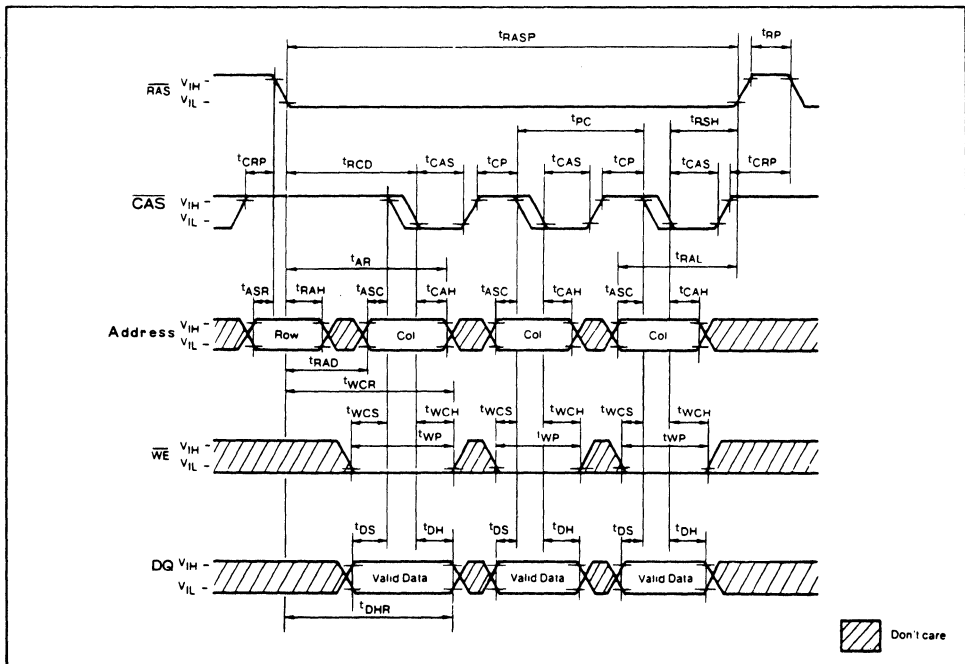 tRASP tRP
RAS VIH
VIL
tPC tRSH
tCRP tRCD tCAS tCP tCAS tCP tCAS tCRP
CAS VIH
VIL
tAR tRAL
tASR tRAH tASC tCAH tASC tCAH tASC tCAH
Address VIH
VIL
Row Col Col Col
tRAD
tWCR
tWCS tWCH tWCS tWCH tWCS tWCH
tWP tWP tWP
WE VIH
VIL
tDS tDH tDS tDH tDS tDH
DQ VIH
VIL
Valid Data Valid Data Valid Data
tDHR
Don't care